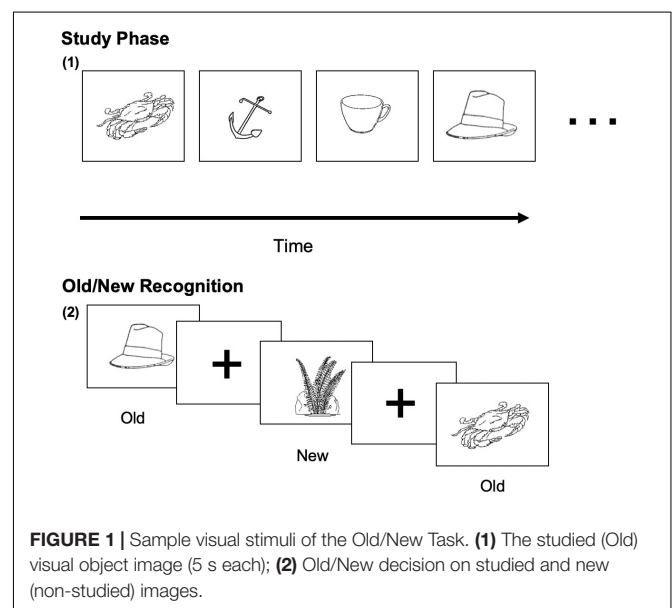 Study Phase
(1)
Time
Old/New Recognition
(2)
Old
New
Old
FIGURE 1 | Sample visual stimuli of the Old/New Task. (1) The studied (Old)
visual object image (5 s each); (2) Old/New decision on studied and new
(non-studied) images.